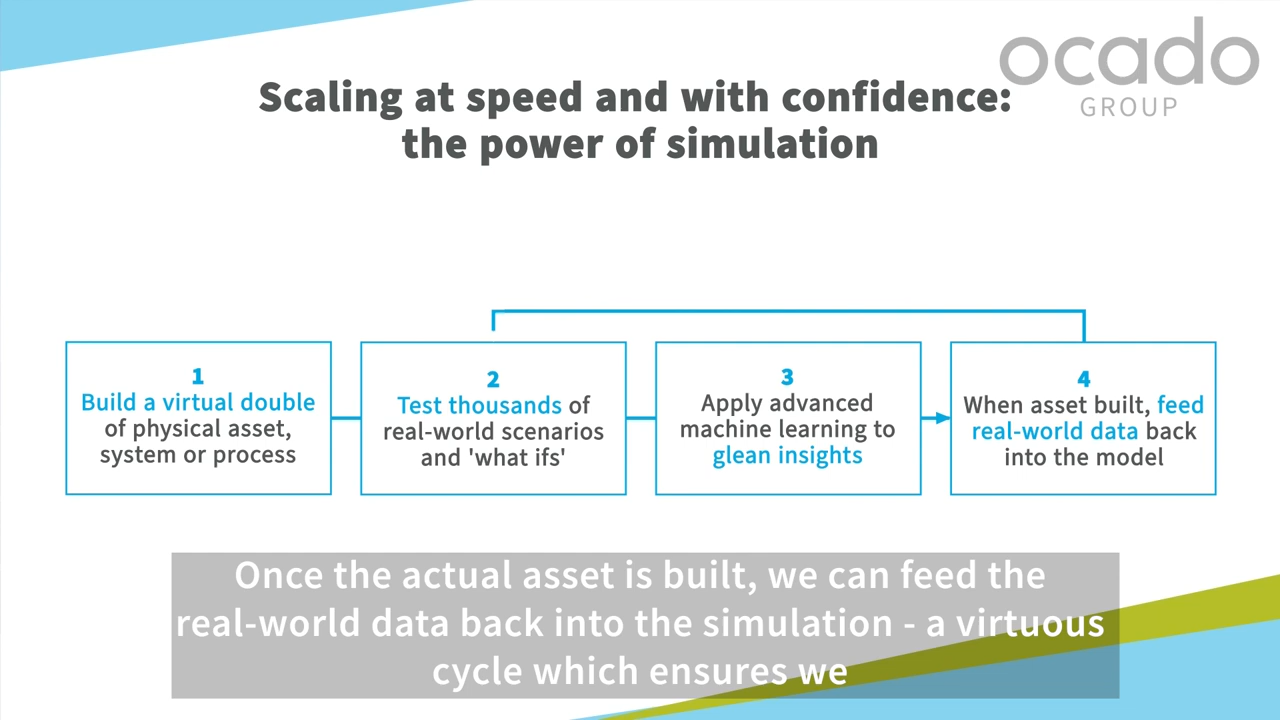 ocado
GROUP
Scaling at speed and with confidence:
the power of simulation
1
Build a virtual double
of physical asset,
system or process
2
Test thousands of
real-world scenarios
and 'what ifs'
3
Apply advanced
machine learning to
glean insights
4
When asset built, feed
real-world data back
into the model
Once the actual asset is built, we can feed the
real-world data back into the simulation - a virtuous
cycle which ensures we